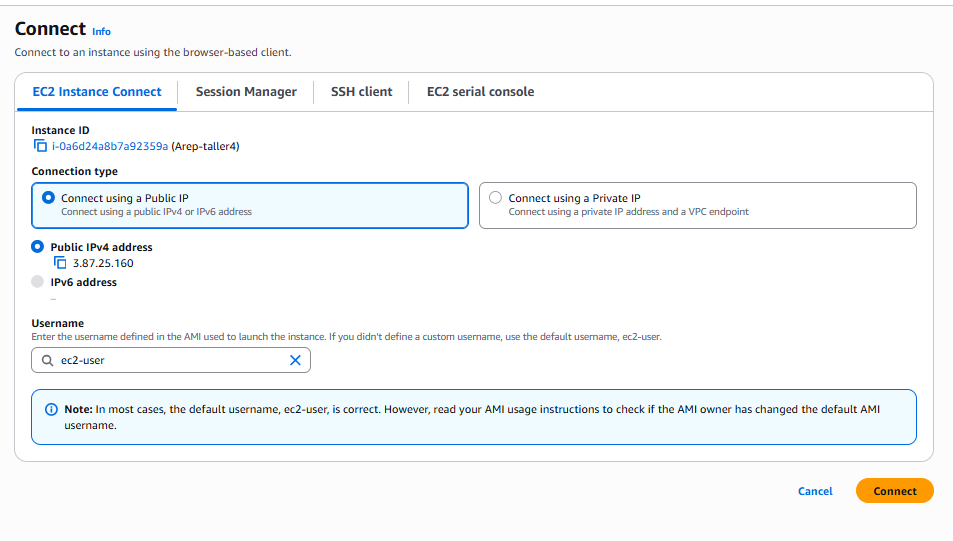 Connect Info
Connect to an instance using the browser-based client.
EC2 Instance Connect Session Manager SSH client EC2 serial console
Instance ID
i-0a6d24a8b7a92359a (Arep-taller4)
Connection type
Connect using a Public IP
Connect using a public IPv4 or IPv6 address
Connect using a Private IP
Connect using a private IP address and a VPC endpoint
Public IPv4 address
3.87.25.160
IPv6 address
–
Username
Enter the username defined in the AMI used to launch the instance. If you didn't define a custom username, use the default username, ec2-user.
ec2-user
Note: In most cases, the default username, ec2-user, is correct. However, read your AMI usage instructions to check if the AMI owner has changed the default AMI
username.
Cancel Connect